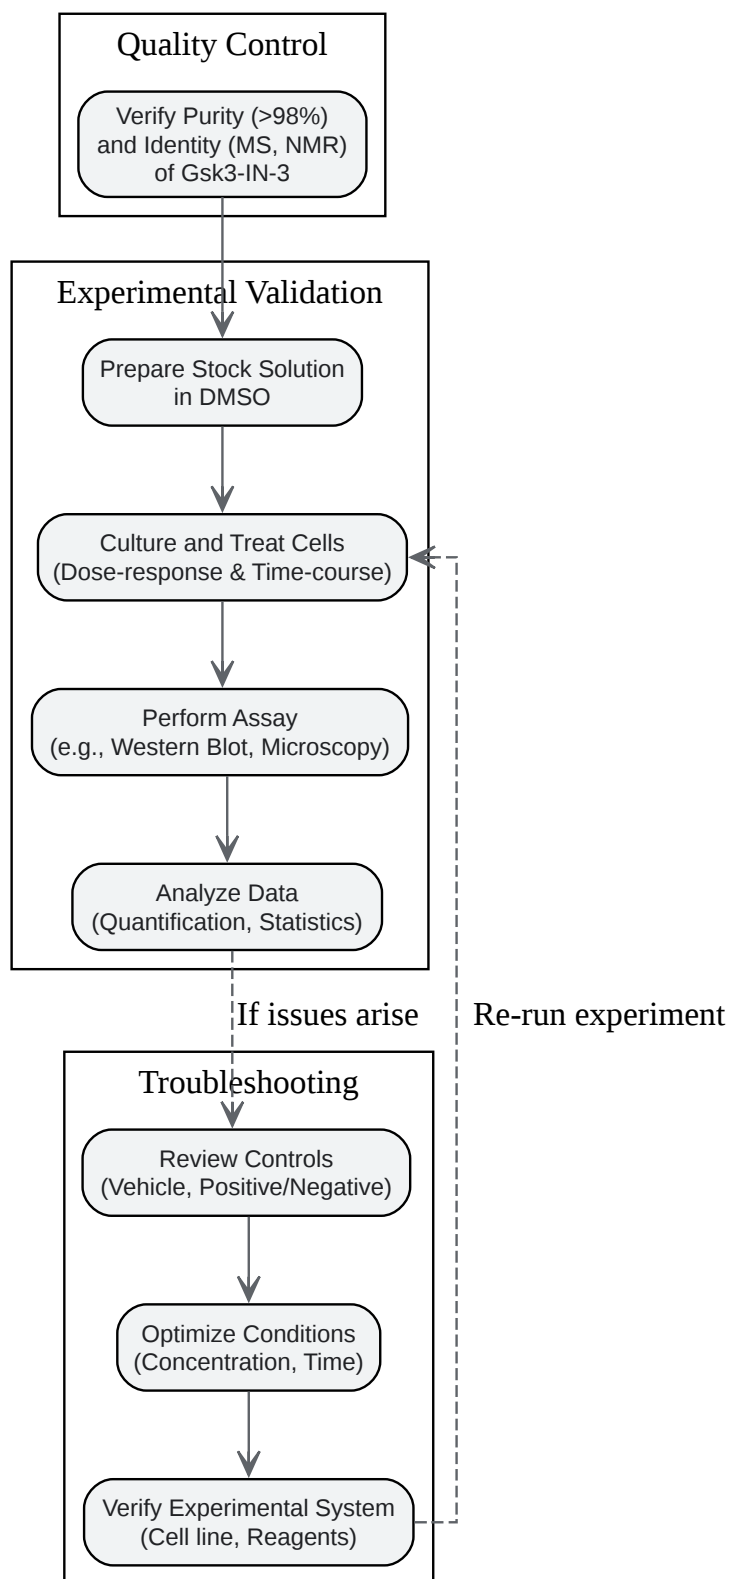 Quality Control
Verify Purity (>98%)
and Identity (MS, NMR)
of Gsk3-IN-3
Experimental Validation
Prepare Stock Solution
in DMSO
Culture and Treat Cells
(Dose-response & Time-course)
Perform Assay
(e.g., Western Blot, Microscopy)
Analyze Data
(Quantification, Statistics)
If issues arise
Re-run experiment
Troubleshooting
Review Controls
(Vehicle, Positive/Negative)
Optimize Conditions
(Concentration, Time)
Verify Experimental System
(Cell line, Reagents)